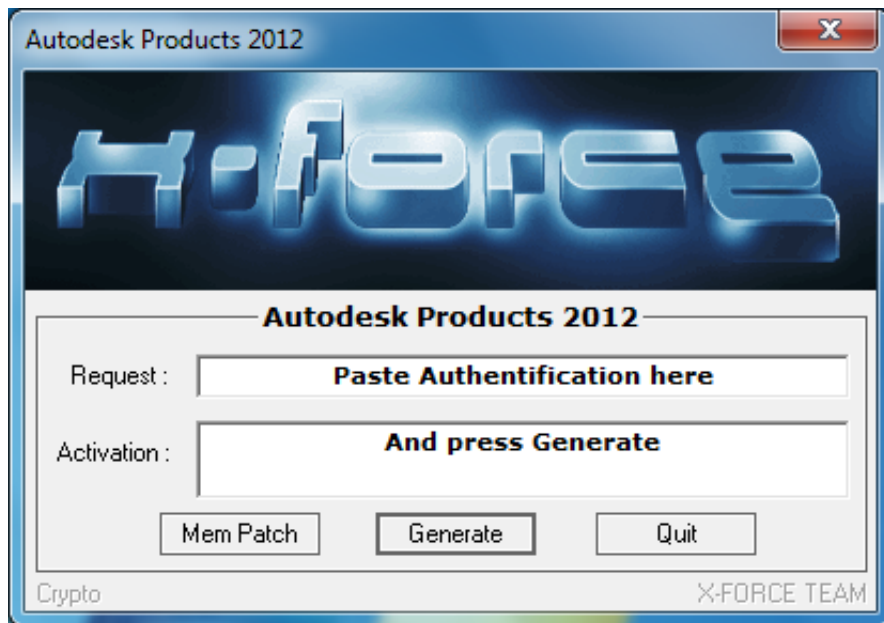 Autodesk Products 2012
x-force
Autodesk Products 2012
Request : Paste Authentification here
Activation : And press Generate
Mem Patch Generate Quit
Crypto X-FORCE TEAM